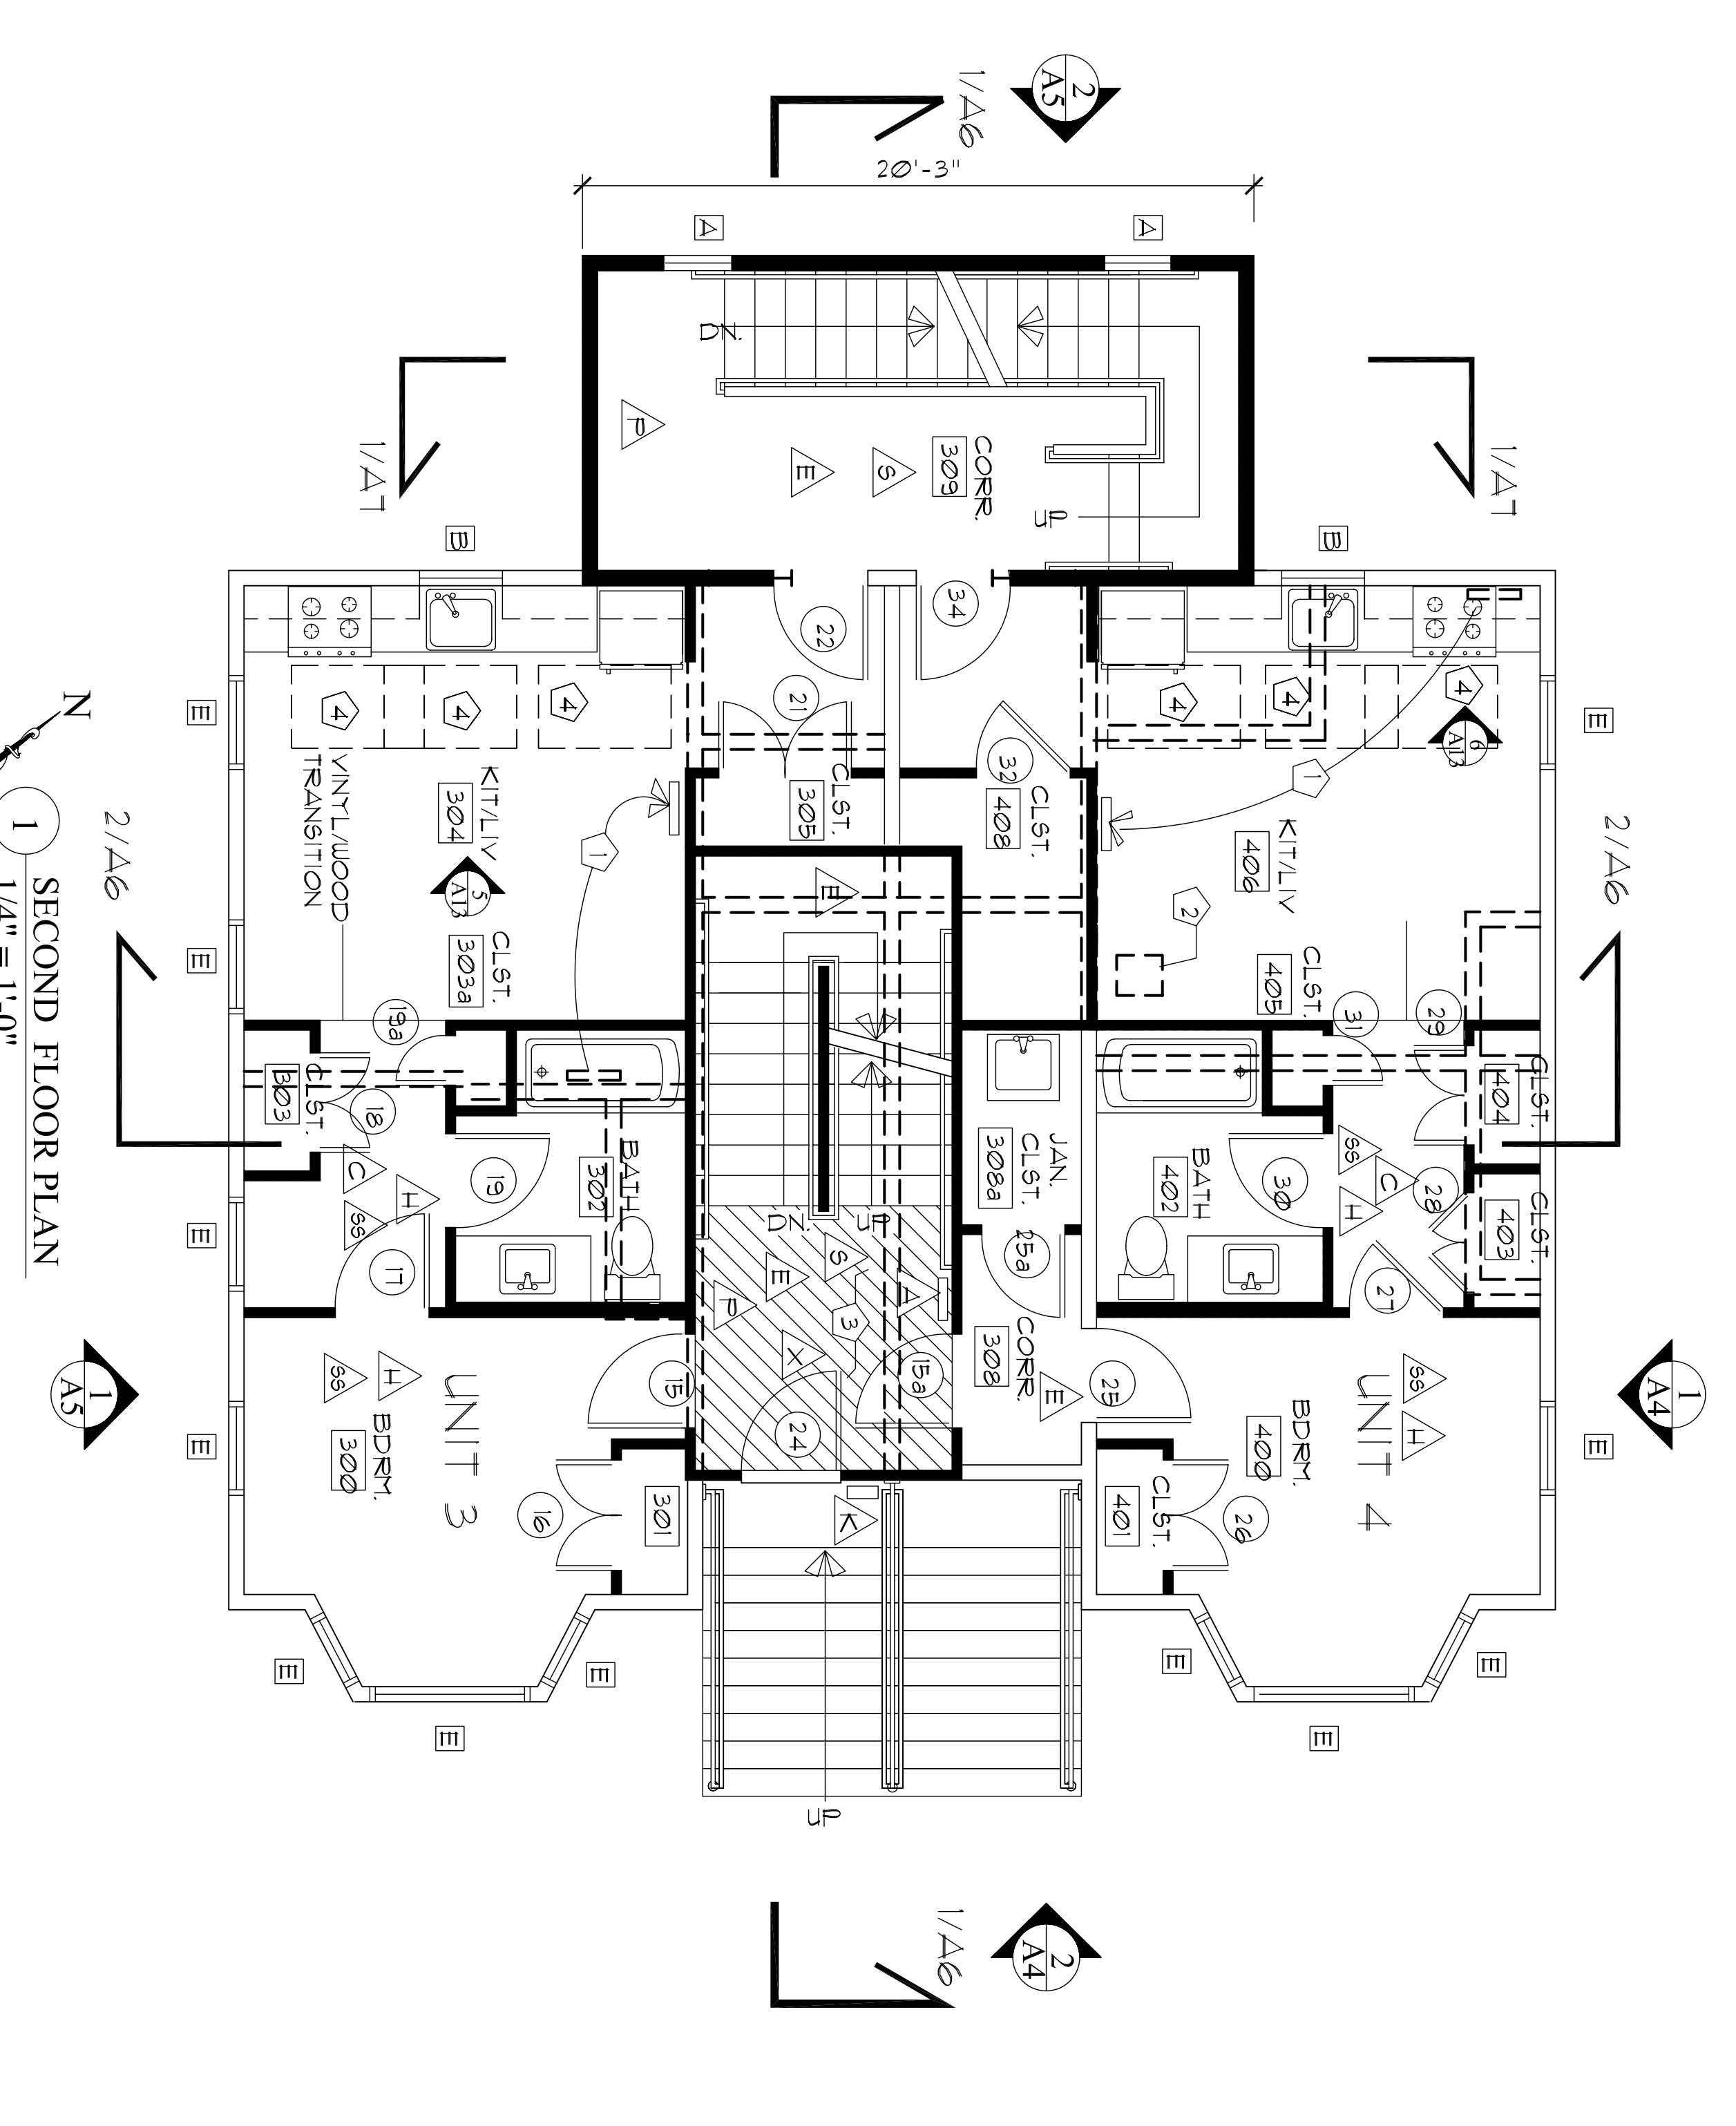 2
A5
1/A6
20'-3"
A
A
DN.
P
E
S
CORR.
309
UP
1/A7
1/A7
B
B
22
34
21
32
4
4
4
4
4
4
6
A13
E
E
VINYL/WOOD
TRANSITION
KIT/LIV
304
5
A13
1
CLST.
305
CLST.
408
1
KIT/LIV
406
2
2/A6
2/A6
N
1
SECOND FLOOR PLAN
1/4" = 1'-0"
E
CLST.
303a
CLST.
405
E
19a
31
29
CLST.
303
18
C
H
SS
19
BATH
302
17
E
JAN.
CLST.
308a
BATH
402
30
SS
C
H
28
27
CLST.
404
CLST.
403
E
DN.
UP
S
E
P
A
3
X
25a
15
15a
24
CORR.
308
E
25
1
A5
1
A4
SS
H
UNIT 3
BDRM.
300
16
301
E
SS
H
UNIT 4
BDRM.
400
26
CLST.
401
E
K
E
E
E
E
E
E
UP
1/A6
2
A4